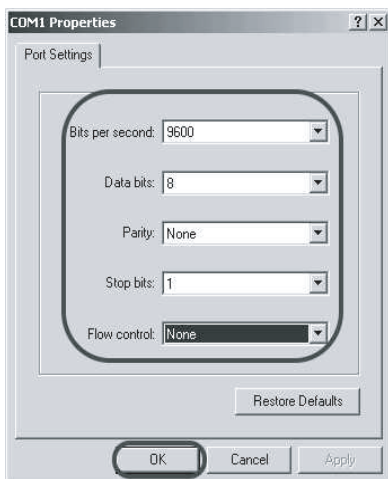 COM1 Properties
Port Settings
Bits per second: 9600
Data bits: 8
Parity: None
Stop bits: 1
Flow control: None
Restore Defaults
OK Cancel Apply